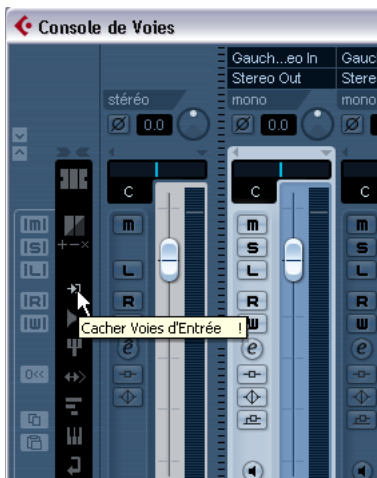 Console de Voies
Gauch...eo In Gauc
Stereo Out Stere
stéréo mono mono
0.0 0.0
C C C
[m] m m m
[S] S S
[L] L L L
[R] R R R
[W] W W
Cacher Voies d'Entrée !
e e e
0<<